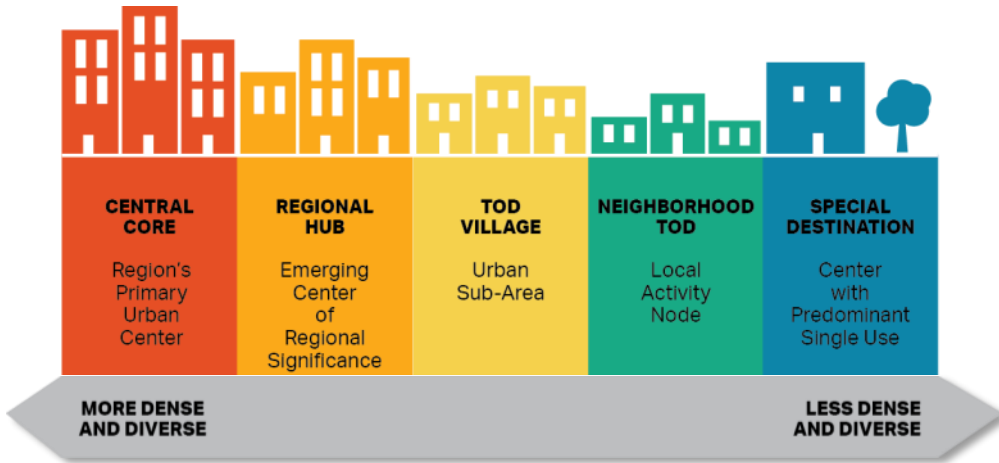 CENTRAL
CORE
Region's
Primary
Urban
Center
REGIONAL
HUB
Emerging
Center
of
Regional
Significance
TOD
VILLAGE
Urban
Sub-Area
NEIGHBORHOOD
TOD
Local
Activity
Node
SPECIAL
DESTINATION
Center
with
Predominant
Single Use
MORE DENSE
AND DIVERSE
LESS DENSE
AND DIVERSE